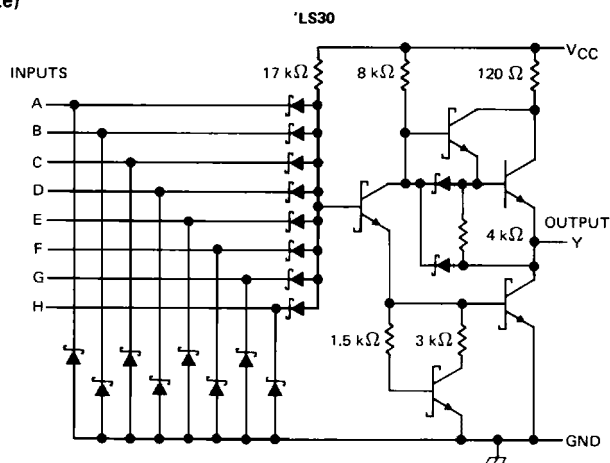 'LS30
VCC
INPUTS
17 kΩ
8 kΩ
120 Ω
A
B
C
D
E
F
G
H
4 kΩ
OUTPUT
Y
1.5 kΩ
3 kΩ
GND